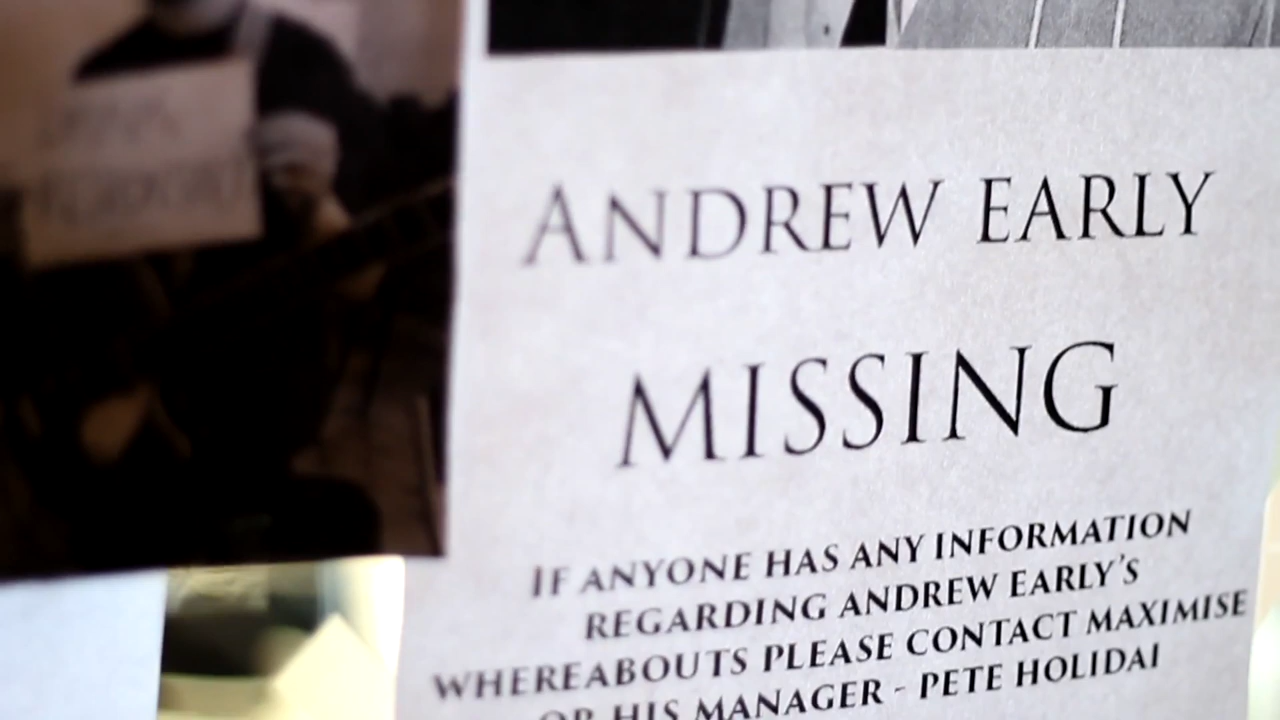 ANDREW EARLY
MISSING
IF ANYONE HAS ANY INFORMATION
REGARDING ANDREW EARLY'S
WHEREABOUTS PLEASE CONTACT MAXIMISE
OR HIS MANAGER - PETE HOLIDAI